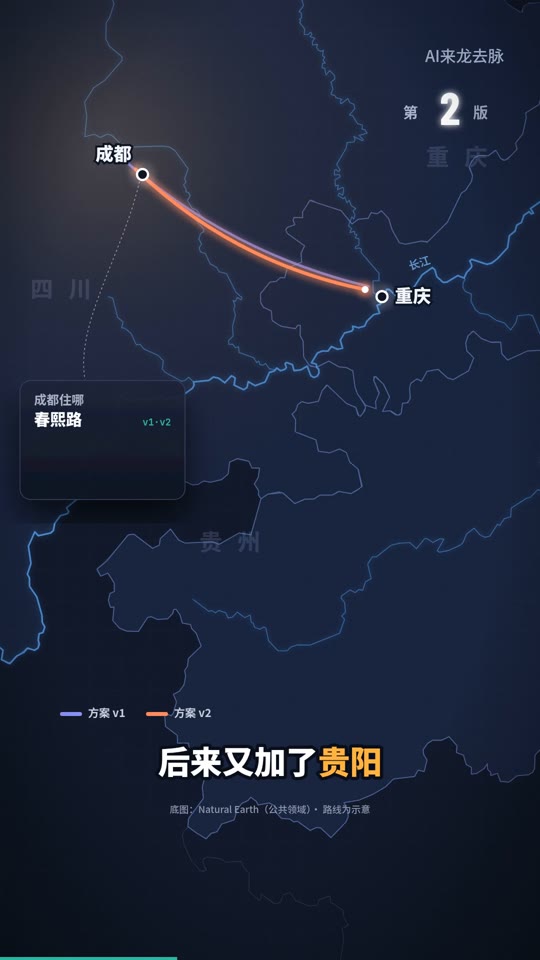 AI来龙去脉
第 2 版
重 庆
成都
长江
四 川
重庆
成都住哪
春熙路
v1·v2
贵 州
方案 v1
方案 v2
后来又加了贵阳
底图：Natural Earth（公共领域）· 路线为示意